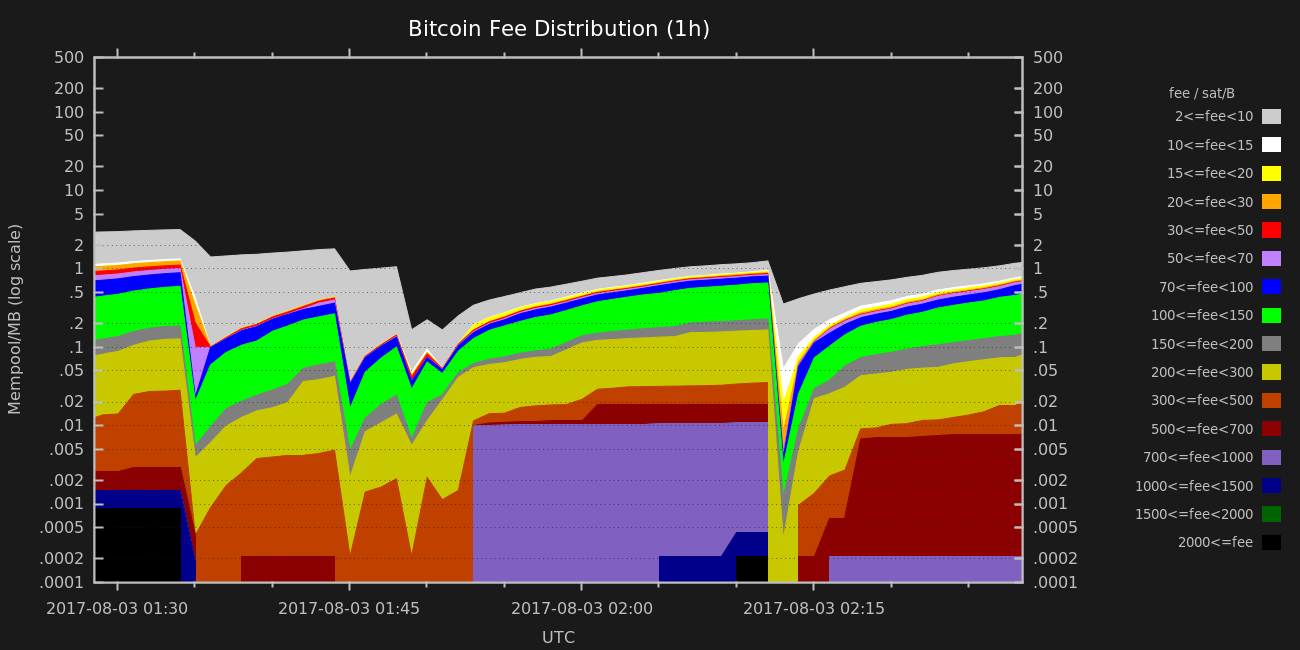 Bitcoin Fee Distribution (1h)
500
200
100
50
20
10
5
2
1
.5
.2
.1
.05
.02
.01
.005
.002
.001
.0005
.0002
.0001
Mempool/MB (log scale)
500
200
100
50
20
10
5
2
1
.5
.2
.1
.05
.02
.01
.005
.002
.001
.0005
.0002
.0001
2017-08-03 01:30
2017-08-03 01:45
2017-08-03 02:00
2017-08-03 02:15
UTC
fee / sat/B
2<=fee<10
10<=fee<15
15<=fee<20
20<=fee<30
30<=fee<50
50<=fee<70
70<=fee<100
100<=fee<150
150<=fee<200
200<=fee<300
300<=fee<500
500<=fee<700
700<=fee<1000
1000<=fee<1500
1500<=fee<2000
2000<=fee